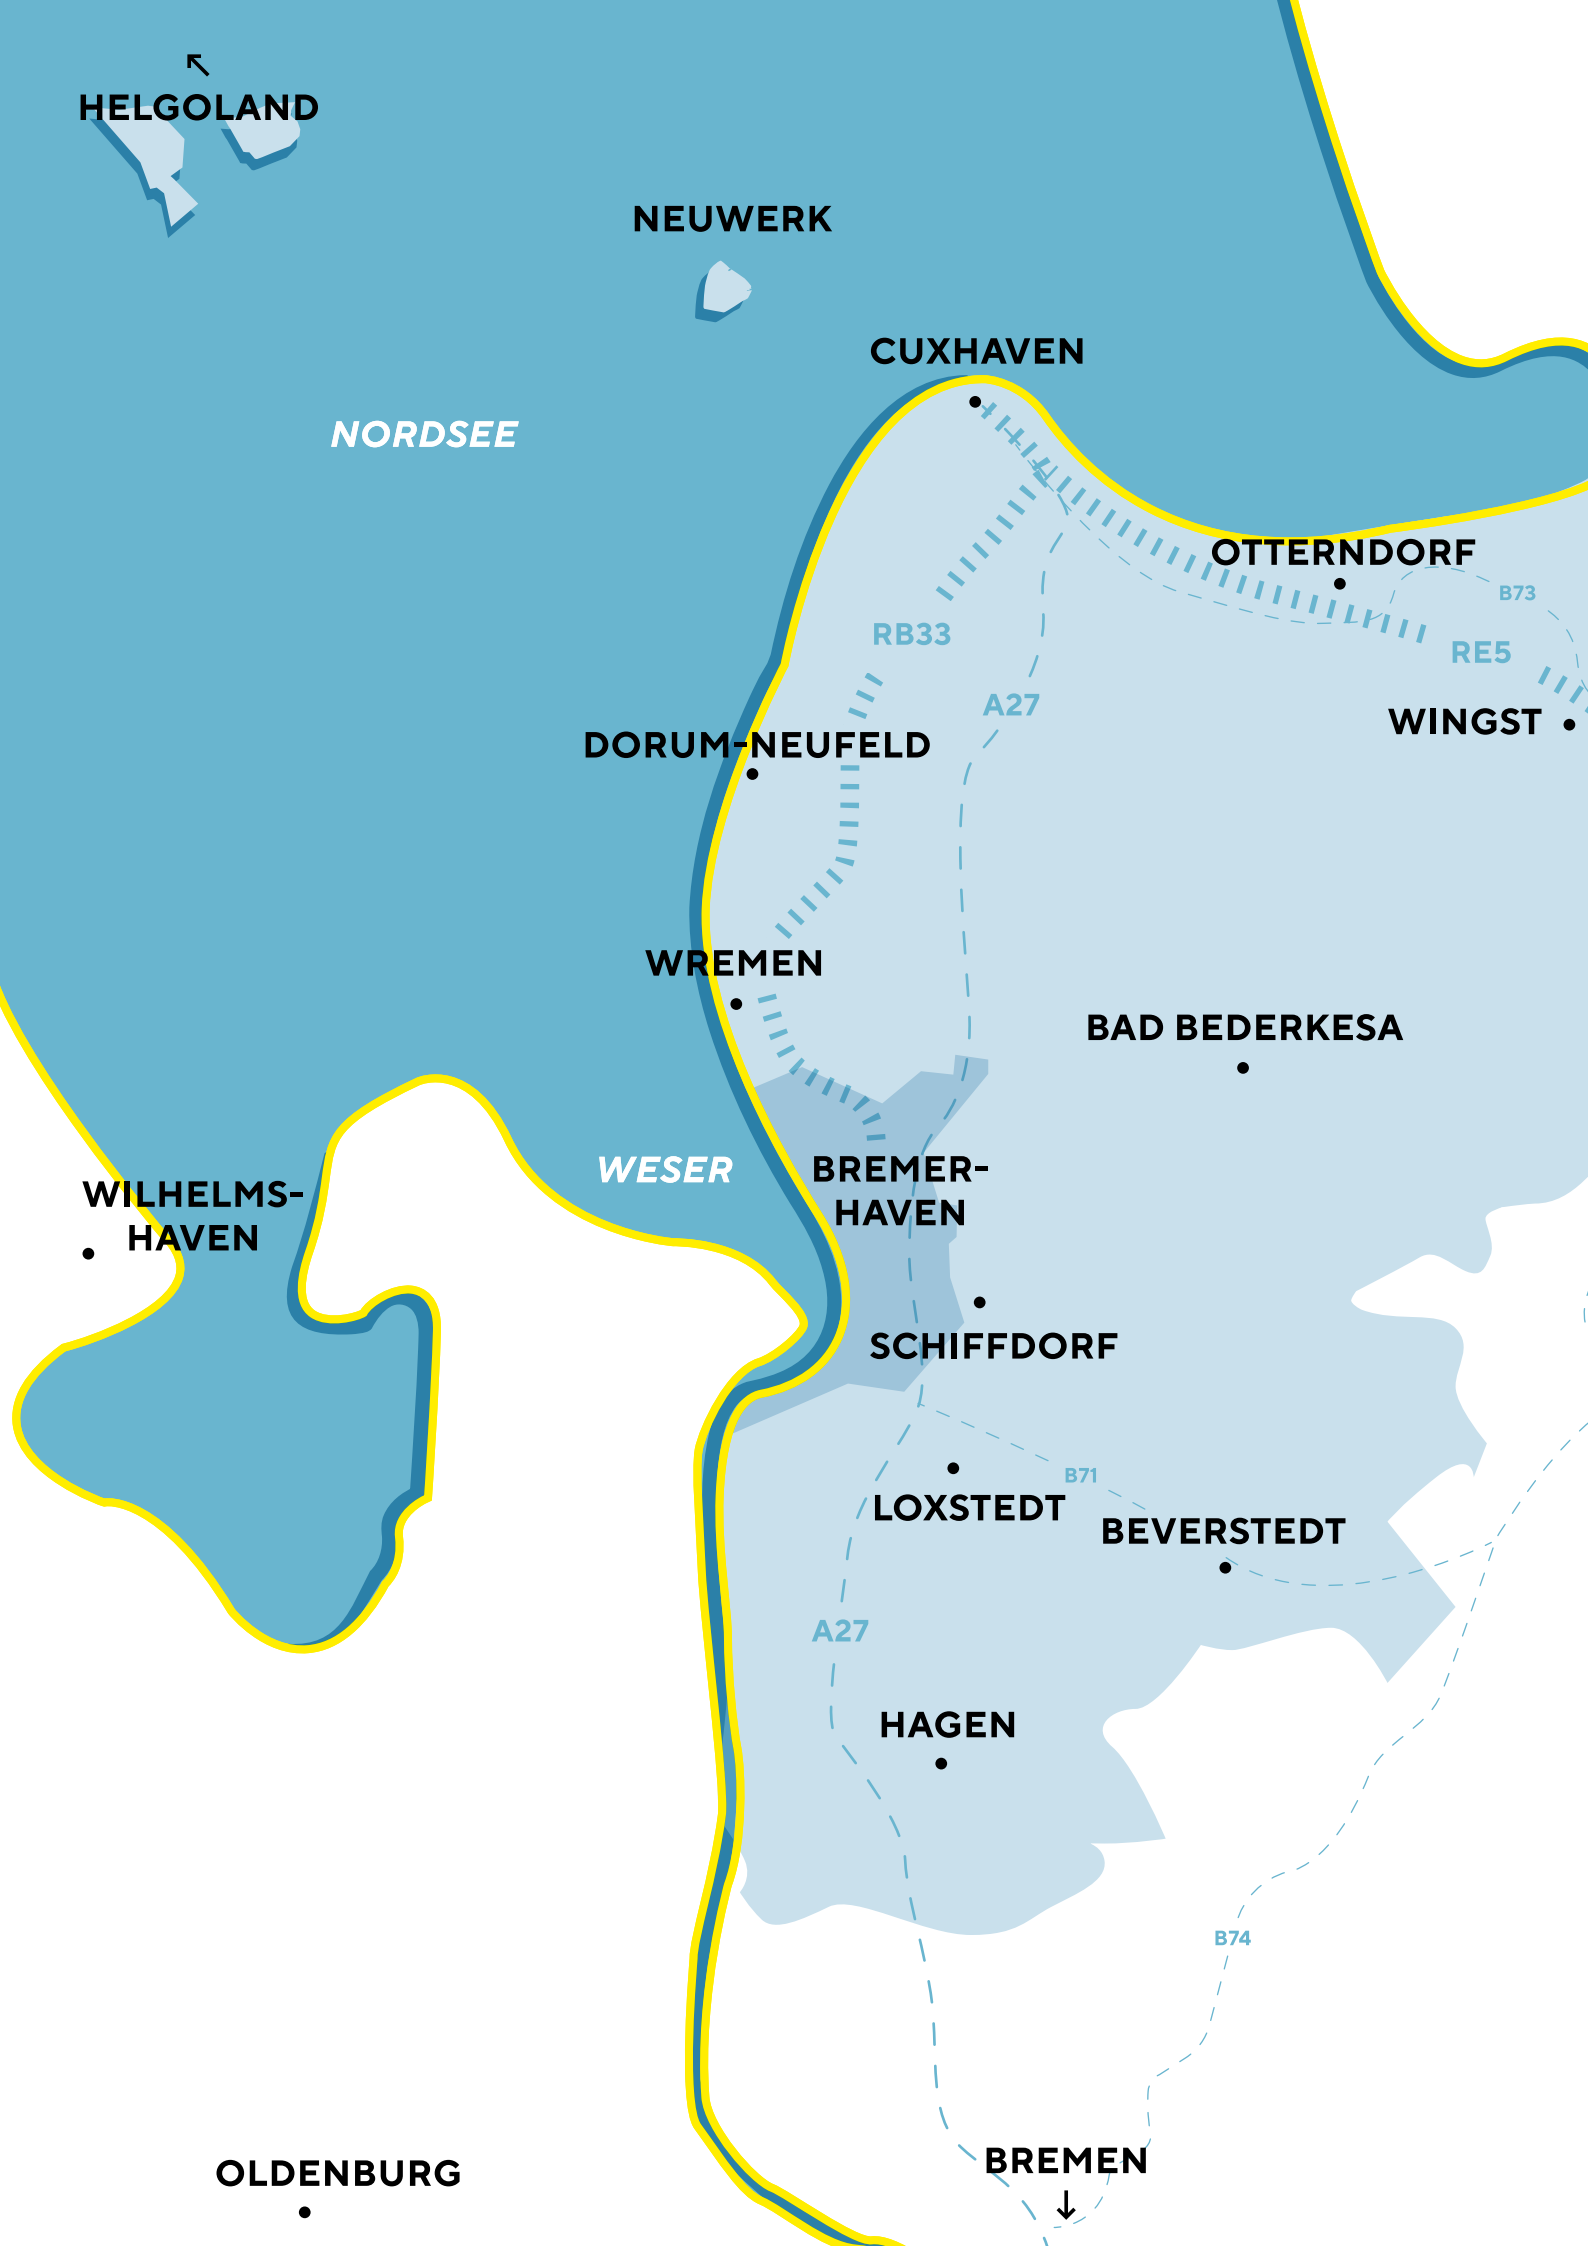 HELGOLAND
NEUWERK
CUXHAVEN
NORDSEE
OTTERNDORF
B73
RB33
RE5
A27
WINGST
DORUM-NEUFELD
WREMEN
BAD BEDERKESA
WESER
BREMER-
HAVEN
WILHELMS-
HAVEN
SCHIFFDORF
B71
LOXSTEDT
BEVERSTEDT
A27
HAGEN
B74
BREMEN
OLDENBURG